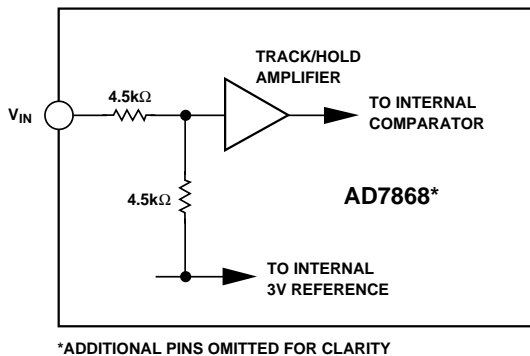 TRACK/HOLD
AMPLIFIER
4.5kΩ
V_IN
TO INTERNAL
COMPARATOR
4.5kΩ
AD7868*
TO INTERNAL
3V REFERENCE
*ADDITIONAL PINS OMITTED FOR CLARITY